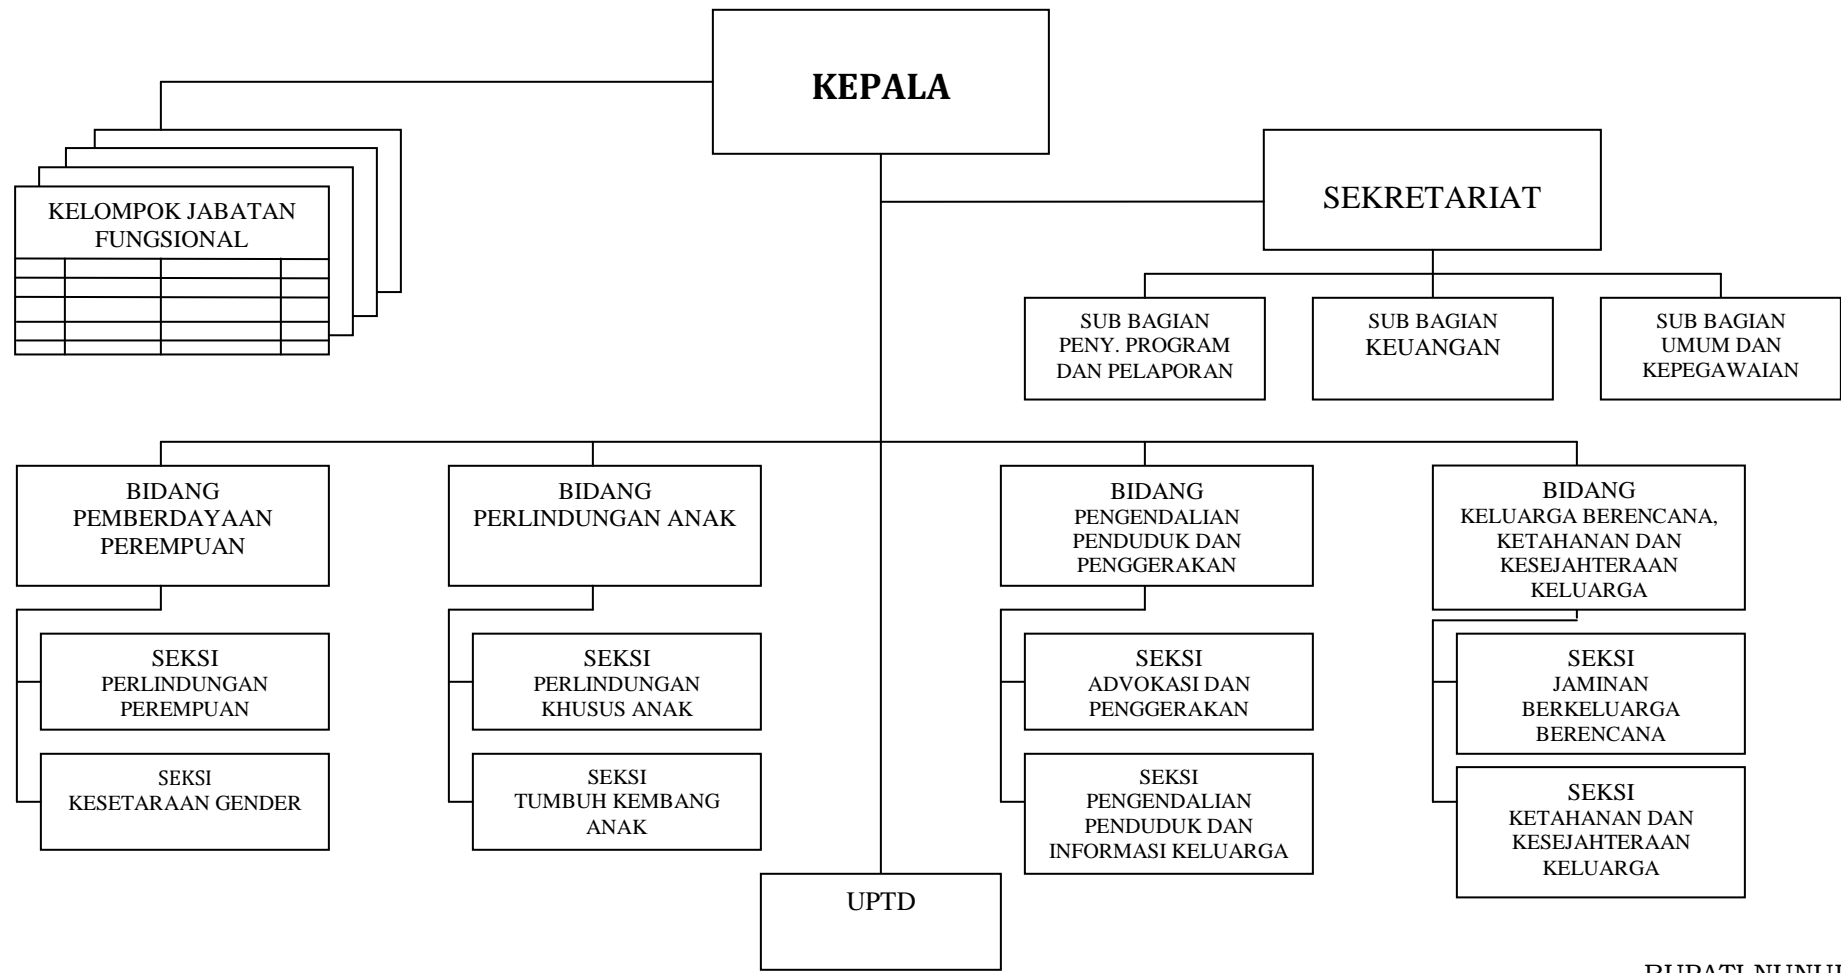 KEPALA
SEKRETARIAT
KELOMPOK JABATAN
FUNGSIONAL
SUB BAGIAN
PENY. PROGRAM
DAN PELAPORAN
SUB BAGIAN
KEUANGAN
SUB BAGIAN
UMUM DAN
KEPEGAWAIAN
BIDANG
PEMBERDAYAAN
PEREMPUAN
BIDANG
PERLINDUNGAN ANAK
BIDANG
PENGENDALIAN
PENDUDUK DAN
PENGGERAKAN
BIDANG
KELUARGA BERENCANA,
KETAHANAN DAN
KESEJAHTERAAN
KELUARGA
SEKSI
PERLINDUNGAN
PEREMPUAN
SEKSI
PERLINDUNGAN
KHUSUS ANAK
SEKSI
ADVOKASI DAN
PENGGERAKAN
SEKSI
JAMINAN
BERKELUARGA
BERENCANA
SEKSI
KESETARAAN GENDER
SEKSI
TUMBUH KEMBANG
ANAK
SEKSI
PENGENDALIAN
PENDUDUK DAN
INFORMASI KELUARGA
SEKSI
KETAHANAN DAN
KESEJAHTERAAN
KELUARGA
UPTD
BUPATI